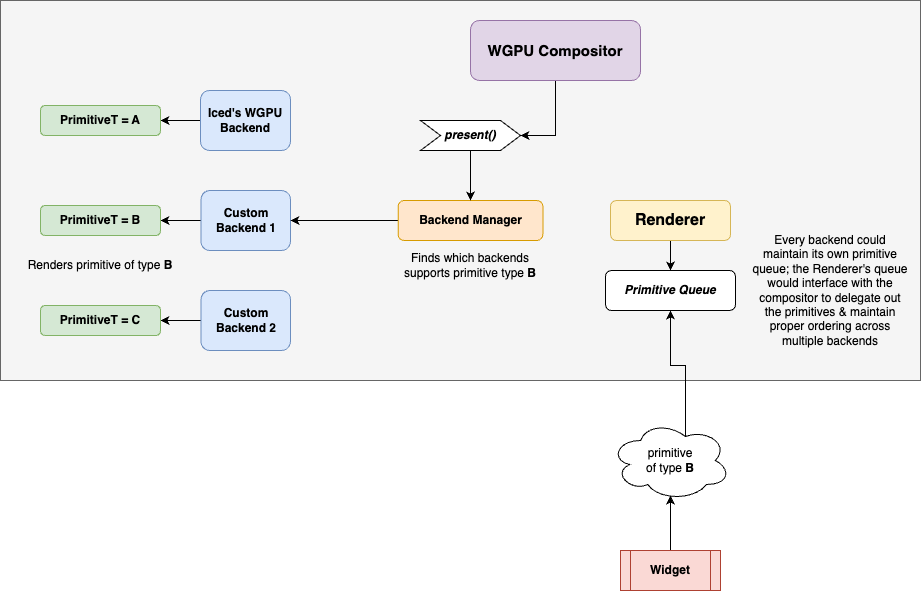 WGPU Compositor
PrimitiveT = A
Iced's WGPU
Backend
present()
PrimitiveT = B
Custom
Backend 1
Backend Manager
Renderer
Renders primitive of type B
Finds which backends
supports primitive type B
Primitive Queue
Every backend could
maintain its own primitive
queue; the Renderer's queue
would interface with the
compositor to delegate out
the primitives & maintain
proper ordering across
multiple backends
PrimitiveT = C
Custom
Backend 2
primitive
of type B
Widget